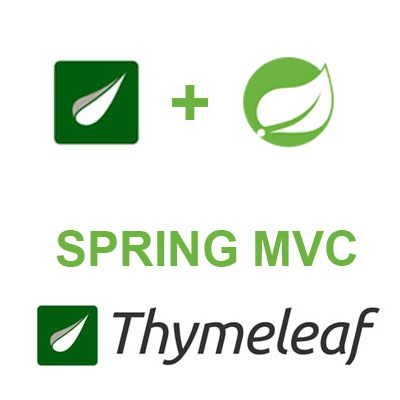 +
SPRING MVC
Thymeleaf